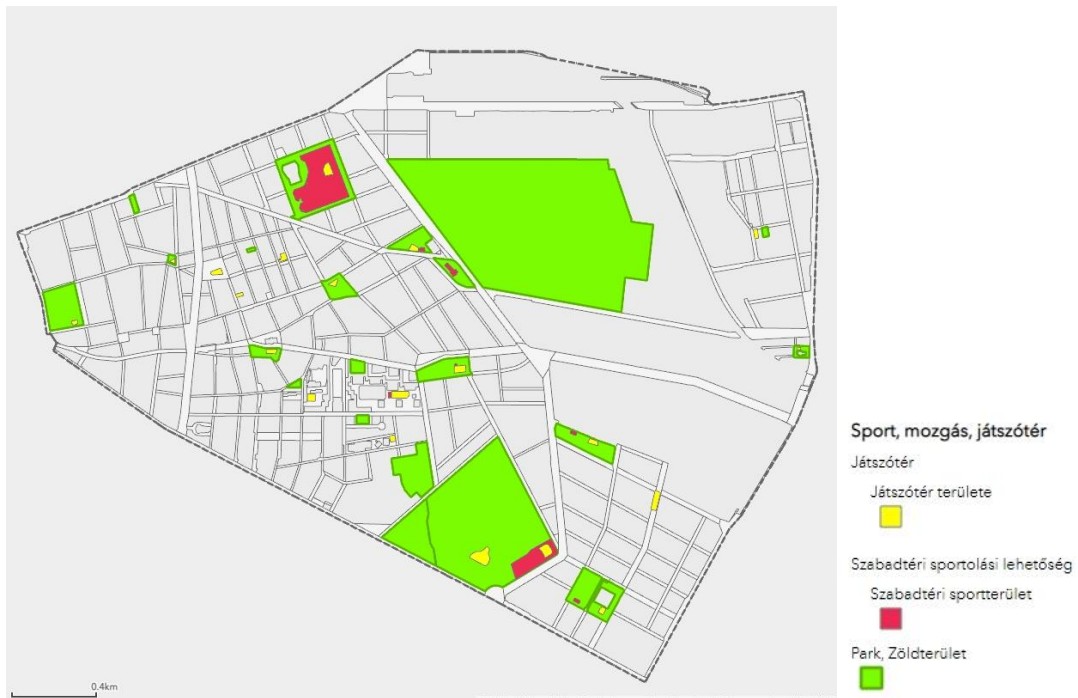 Sport, mozgás, játszótér
Játszótér
Játszótér területe
Szabadtéri sportolási lehetőség
Szabadtéri sportterület
Park, Zöldterület
0.4km